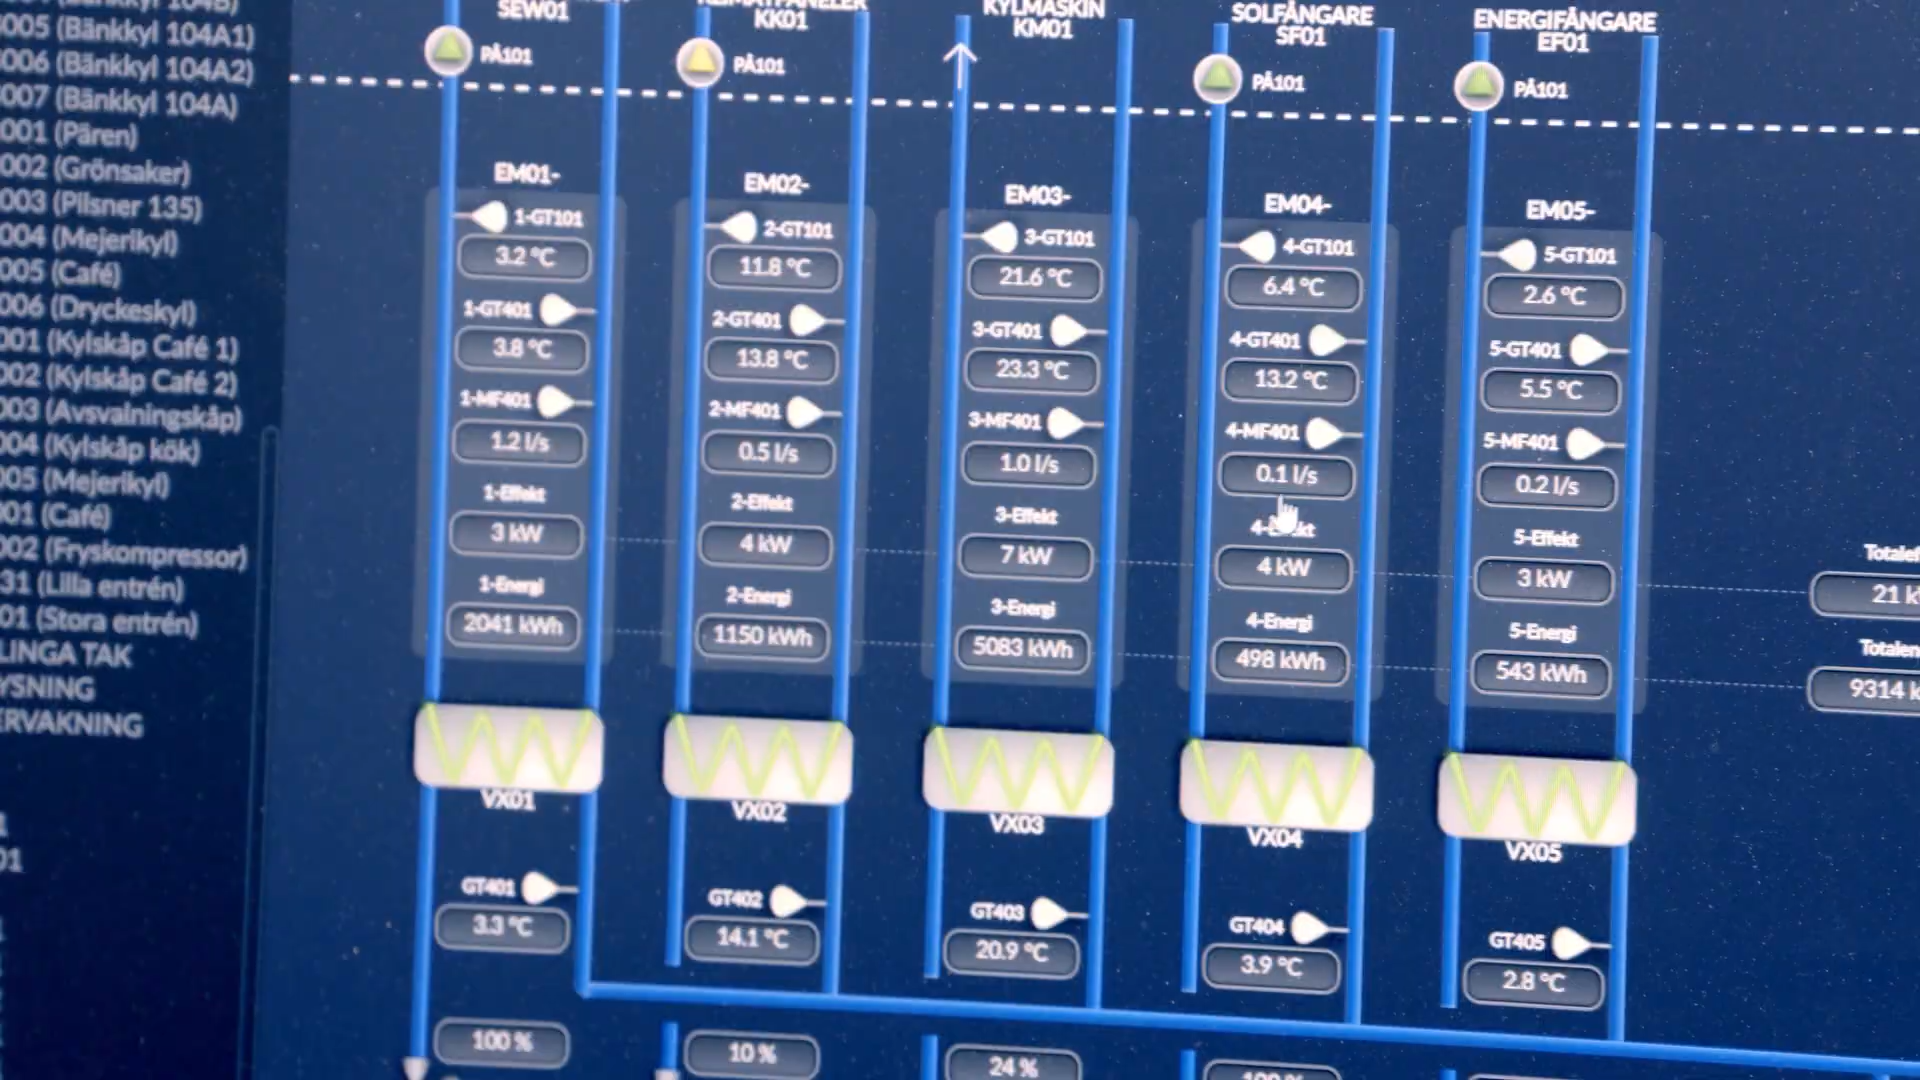 005 (Bänkkyl 104A1)
006 (Bänkkyl 104A2)
007 (Bänkkyl 104A)
001 (Pären)
002 (Grönsaker)
003 (Pilsner 135)
004 (Mejerikyl)
005 (Café)
006 (Dryckeskyl)
001 (Kylskåp Café 1)
002 (Kylskåp Café 2)
003 (Avsvalningskåp)
004 (Kylskåp kök)
005 (Mejerikyl)
001 (Café)
002 (Fryskompressor)
31 (Lilla entrén)
01 (Stora entrén)
LINGA TAK
YSNING
ERVAKNING
01
SEW01
PÅ101
EM01-
1-GT101
3.2 °C
1-GT401
3.8 °C
1-MF401
1.2 l/s
1-Effekt
3 kW
1-Energi
2041 kWh
VX01
GT401
3.3 °C
100 %
KK01
PÅ101
EM02-
2-GT101
11.8 °C
2-GT401
13.8 °C
2-MF401
0.5 l/s
2-Effekt
4 kW
2-Energi
1150 kWh
VX02
GT402
14.1 °C
10 %
KYLMASKIN
KM01
EM03-
3-GT101
21.6 °C
3-GT401
23.3 °C
3-MF401
1.0 l/s
3-Effekt
7 kW
3-Energi
5083 kWh
VX03
GT403
20.9 °C
24 %
SOLFÅNGARE
SF01
PÅ101
EM04-
4-GT101
6.4 °C
4-GT401
13.2 °C
4-MF401
0.1 l/s
4 kW
4-Energi
498 kWh
VX04
GT404
3.9 °C
ENERGIFÅNGARE
EF01
PÅ101
EM05-
5-GT101
2.6 °C
5-GT401
5.5 °C
5-MF401
0.2 l/s
5-Effekt
3 kW
5-Energi
543 kWh
VX05
GT405
2.8 °C
Totalef
21 k
Totalen
9314 k